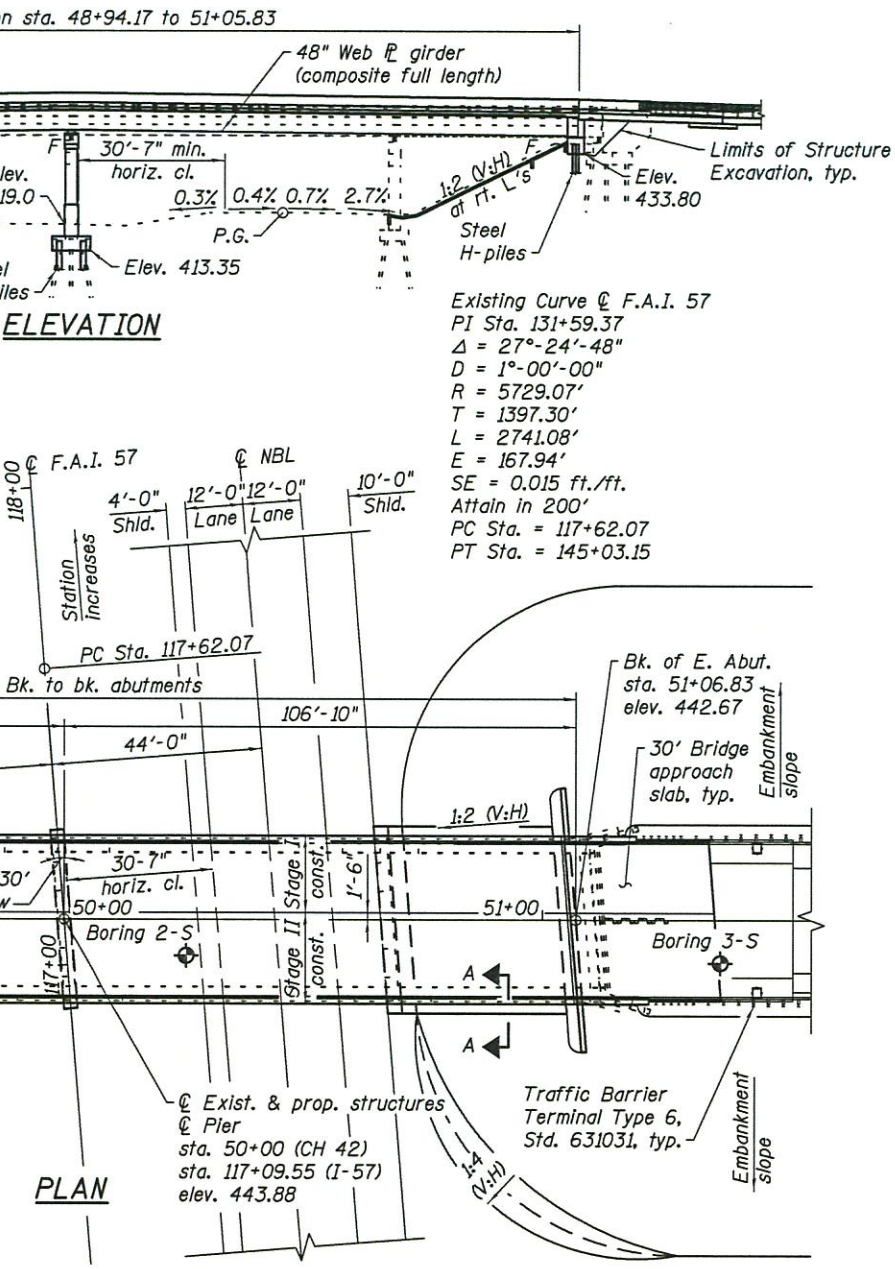 on sta. 48+94.17 to 51+05.83
48" Web ⅊ girder
(composite full length)
F
30'-7" min.
horiz. cl.
F
1:2 (V:H)
at rt. L's
Limits of Structure
Excavation, typ.
Elev.
433.80
lev.
19.0
0.3% 0.4% 0.7% 2.7%
P.G.
Steel
H-piles
el
piles
Elev. 413.35
ELEVATION
Existing Curve ℄ F.A.I. 57
PI Sta. 131+59.37
Δ = 27°-24'-48"
D = 1°-00'-00"
R = 5729.07'
T = 1397.30'
L = 2741.08'
E = 167.94'
SE = 0.015 ft./ft.
Attain in 200'
PC Sta. = 117+62.07
PT Sta. = 145+03.15
118+00
℄ F.A.I. 57
℄ NBL
4'-0"
Shld.
12'-0"
Lane
12'-0"
Lane
10'-0"
Shld.
Station
increases
PC Sta. 117+62.07
Bk. to bk. abutments
106'-10"
44'-0"
Bk. of E. Abut.
sta. 51+06.83
elev. 442.67
30' Bridge
approach
slab, typ.
Embankment
slope
1:2 (V:H)
30'
30-7"
horiz. cl.
Stage I
const.
1'-6"
50+00
51+00
117+00
Boring 2-S
Stage II
const.
Boring 3-S
A
A
℄ Exist. & prop. structures
℄ Pier
sta. 50+00 (CH 42)
sta. 117+09.55 (I-57)
elev. 443.88
Traffic Barrier
Terminal Type 6,
Std. 631031, typ.
Embankment
slope
1:4
(V:H)
PLAN